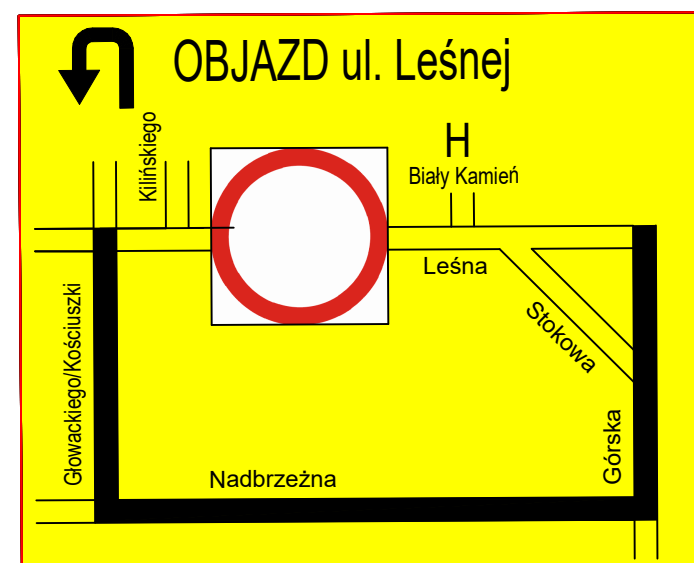 OBJAZD ul. Leśnej
Kilińskiego
H
Biały Kamień
Leśna
Stokowa
Głowackiego/Kościuszki
Górska
Nadbrzeżna